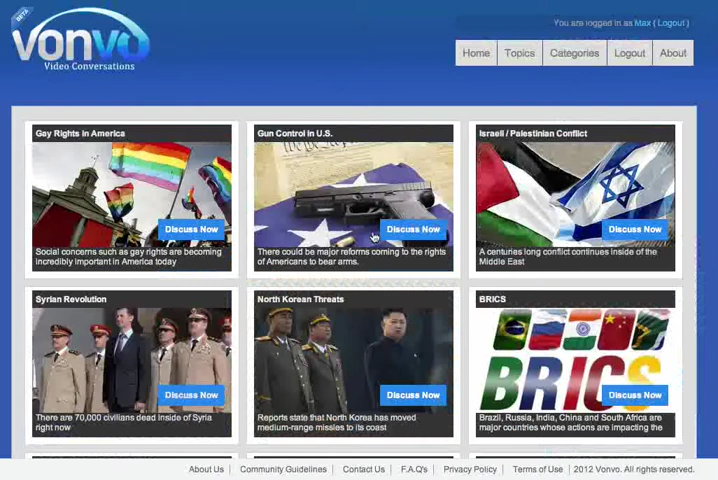 BETA
You are logged in as Max ( Logout )
vonvo
Video Conversations
Home
Topics
Categories
Logout
About
Gay Rights in America
Discuss Now
Social concerns such as gay rights are becoming
incredibly important in America today
Gun Control in U.S.
Discuss Now
There could be major reforms coming to the rights
of Americans to bear arms.
Israeli / Palestinian Conflict
Discuss Now
A centuries long conflict continues inside of the
Middle East
Syrian Revolution
Discuss Now
There are 70,000 civilians dead inside of Syria
right now
North Korean Threats
Discuss Now
Reports state that North Korea has moved
medium-range missiles to its coast
BRICS
BRICS
Discuss Now
Brazil, Russia, India, China and South Africa are
major countries whose actions are impacting the
About Us
Community Guidelines
Contact Us
F.A.Q's
Privacy Policy
Terms of Use
2012 Vonvo. All rights reserved.